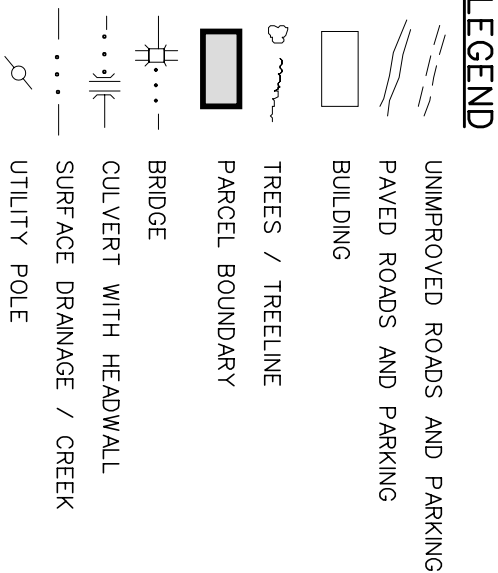 LEGEND
UNIMPROVED ROADS AND PARKING
PAVED ROADS AND PARKING
BUILDING
TREES / TREELINE
PARCEL BOUNDARY
BRIDGE
CULVERT WITH HEADWALL
SURFACE DRAINAGE / CREEK
UTILITY POLE